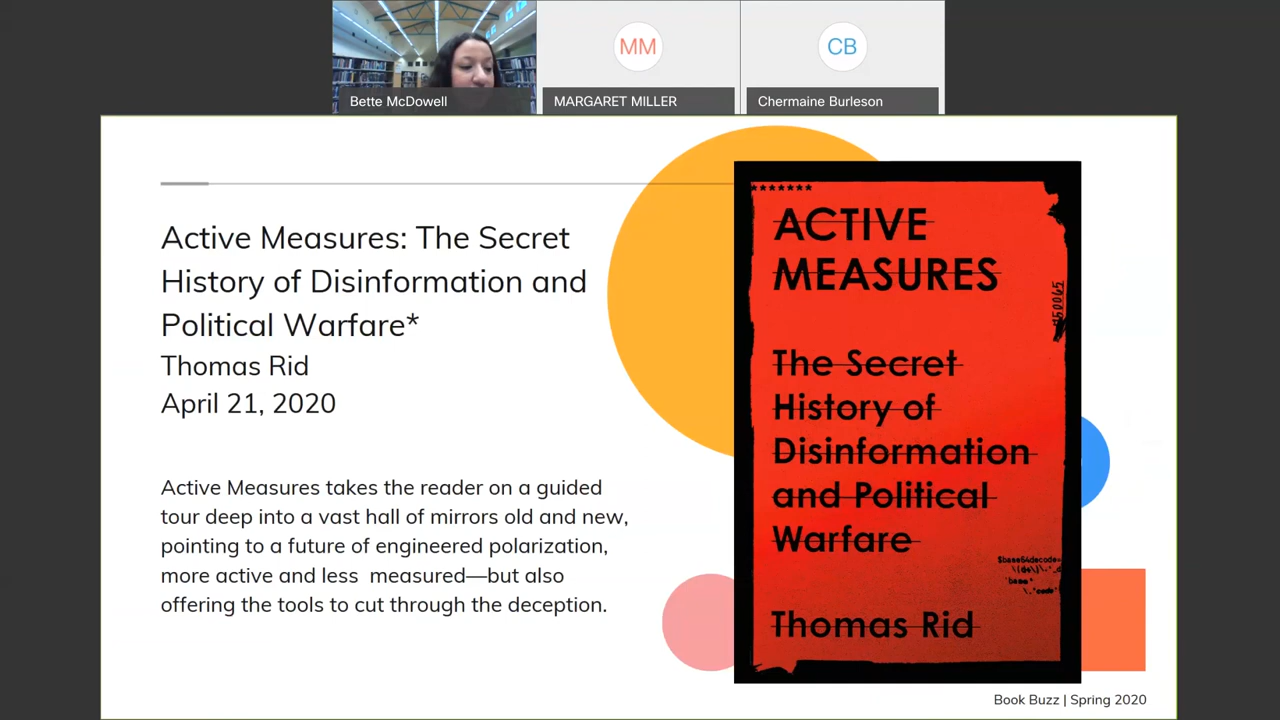 MM
CB
Bette McDowell
MARGARET MILLER
Chermaine Burleson
Active Measures: The Secret
History of Disinformation and
Political Warfare*
Thomas Rid
April 21, 2020
Active Measures takes the reader on a guided
tour deep into a vast hall of mirrors old and new,
pointing to a future of engineered polarization,
more active and less  measured—but also
offering the tools to cut through the deception.
*******
ACTIVE
MEASURES
The Secret
History of
Disinformation
and Political
Warfare
Thomas Rid
Book Buzz | Spring 2020